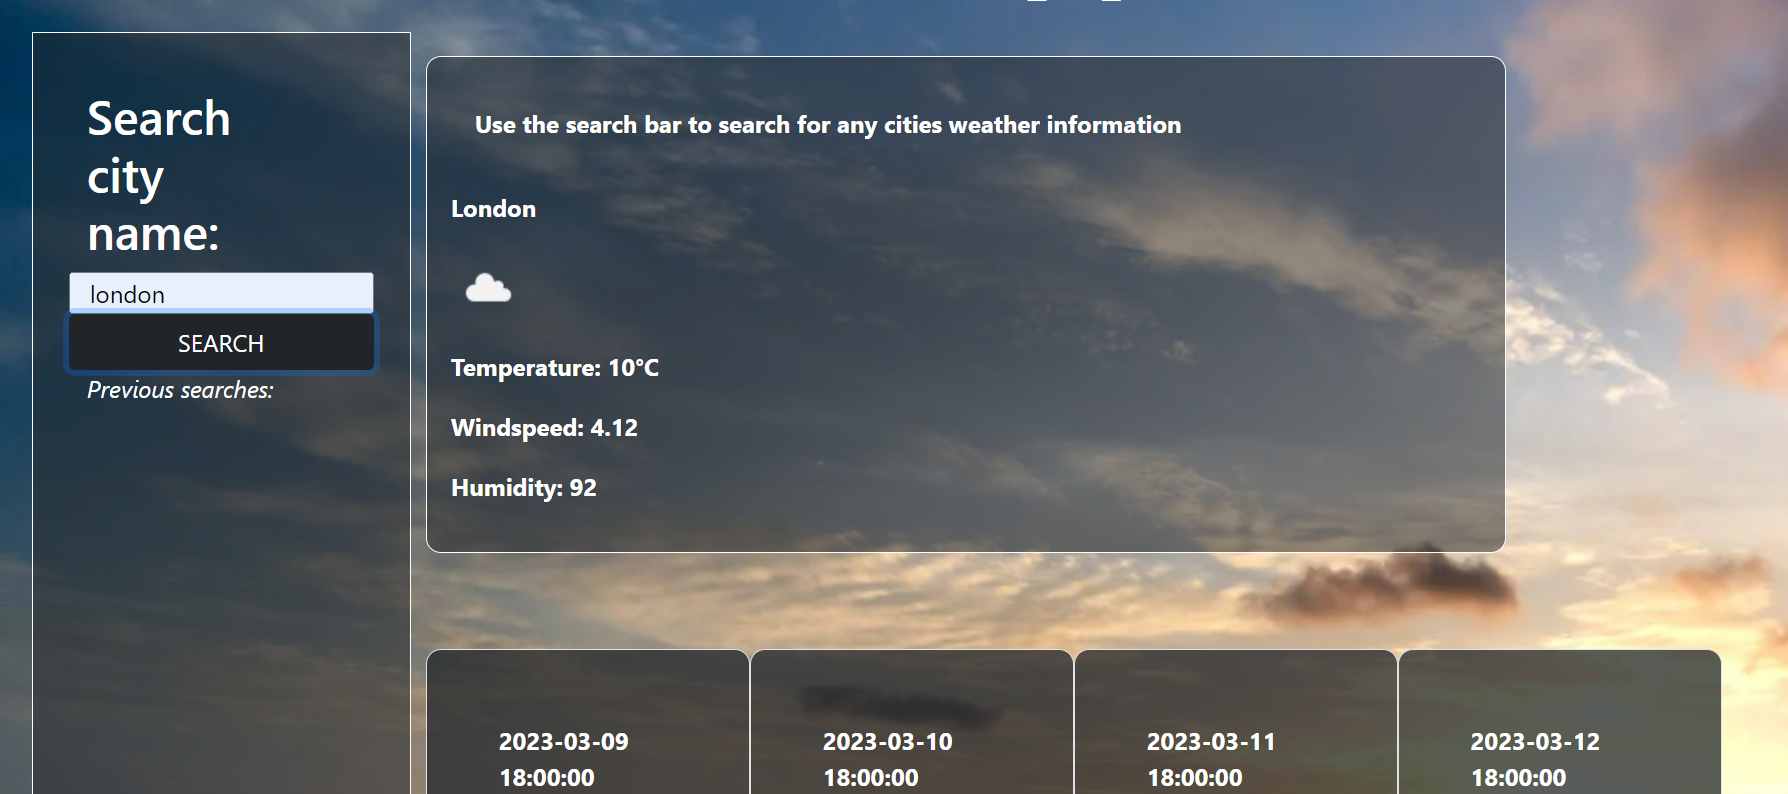 Search
city
name:
london
SEARCH
Previous searches:
Use the search bar to search for any cities weather information
London
Temperature: 10°C
Windspeed: 4.12
Humidity: 92
2023-03-09
18:00:00
2023-03-10
18:00:00
2023-03-11
18:00:00
2023-03-12
18:00:00